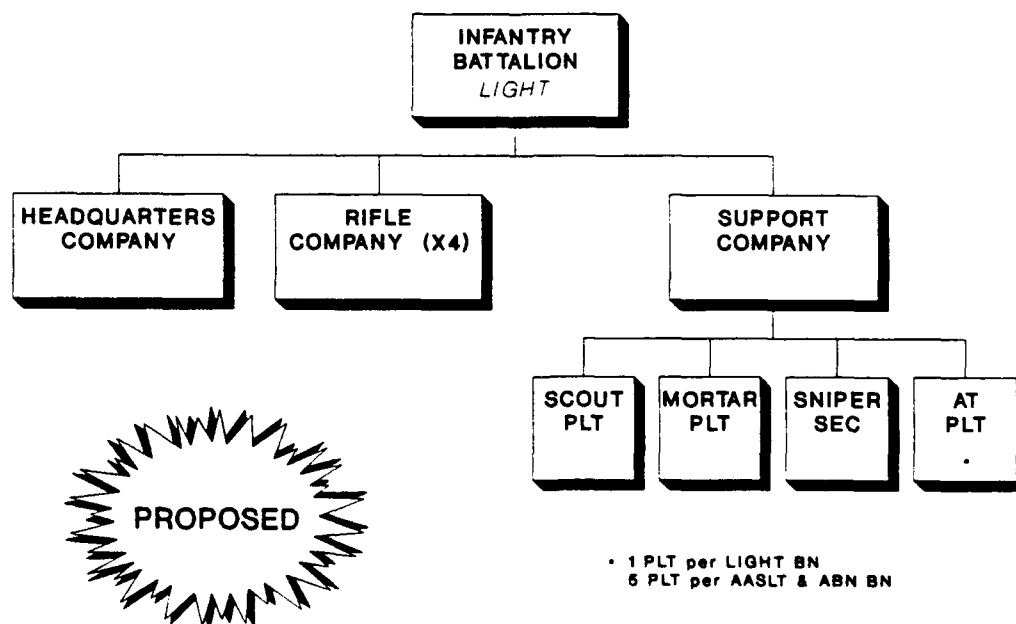 INFANTRY
BATTALION
LIGHT
HEADQUARTERS
COMPANY
RIFLE
COMPANY (X4)
SUPPORT
COMPANY
SCOUT
PLT
MORTAR
PLT
SNIPER
SEC
AT
PLT
•
PROPOSED
• 1 PLT per LIGHT BN
5 PLT per AASLT & ABN BN